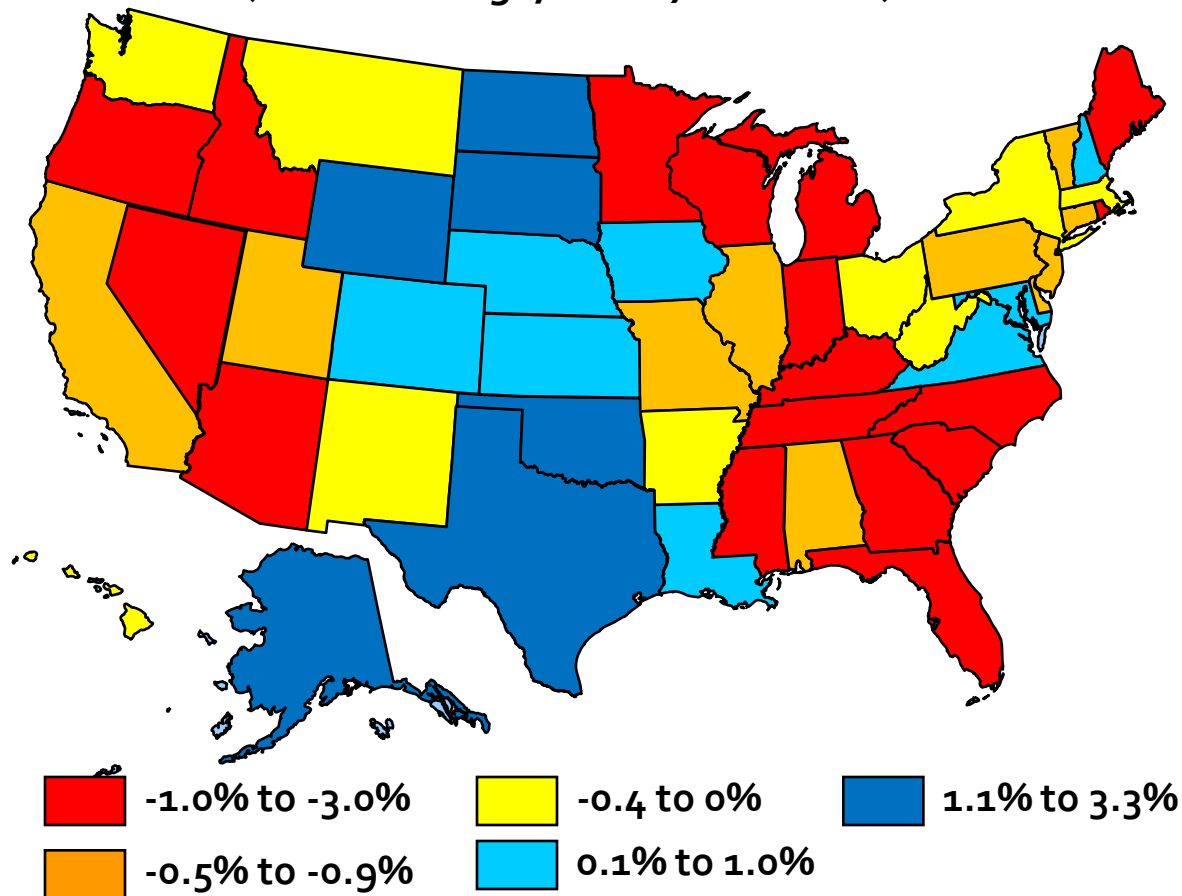 -1.0% to -3.0%
-0.4 to 0%
1.1% to 3.3%
-0.5% to -0.9%
0.1% to 1.0%